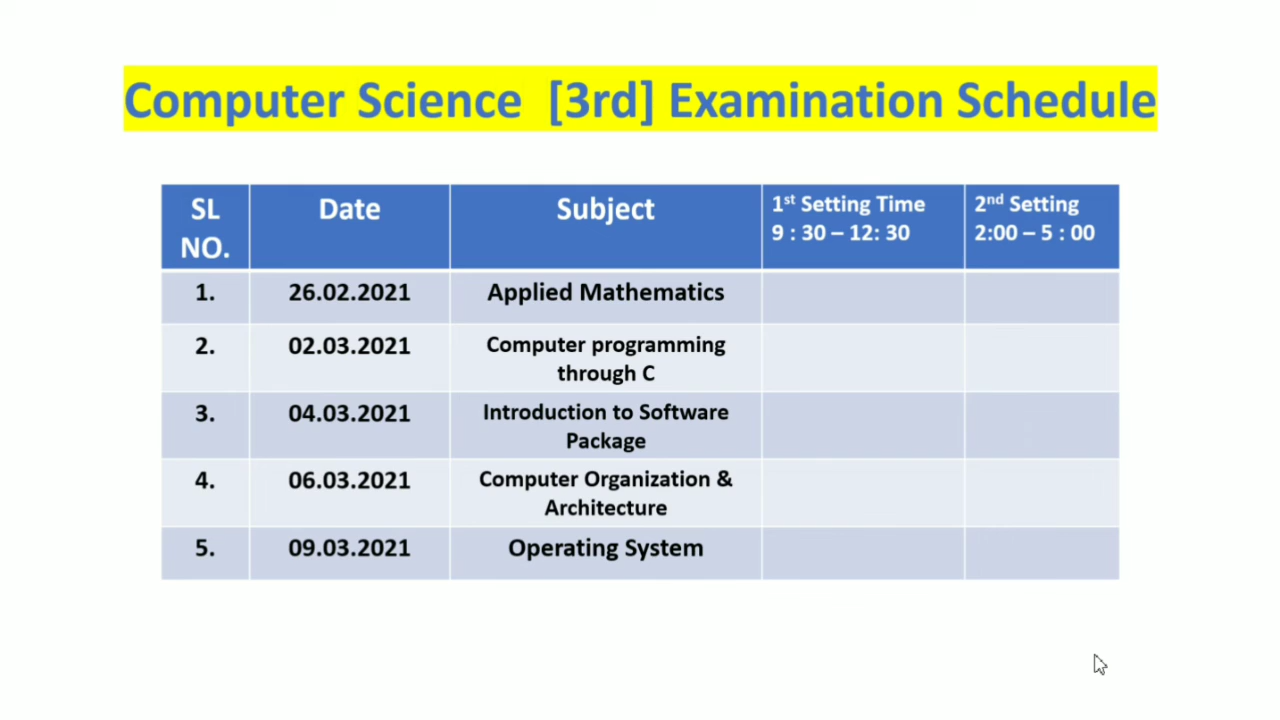 Computer Science [3rd] Examination Schedule
SL NO. Date Subject 1st Setting Time 9 : 30 – 12: 30 2nd Setting 2:00 – 5 : 00
1. 26.02.2021 Applied Mathematics
2. 02.03.2021 Computer programming through C
3. 04.03.2021 Introduction to Software Package
4. 06.03.2021 Computer Organization & Architecture
5. 09.03.2021 Operating System